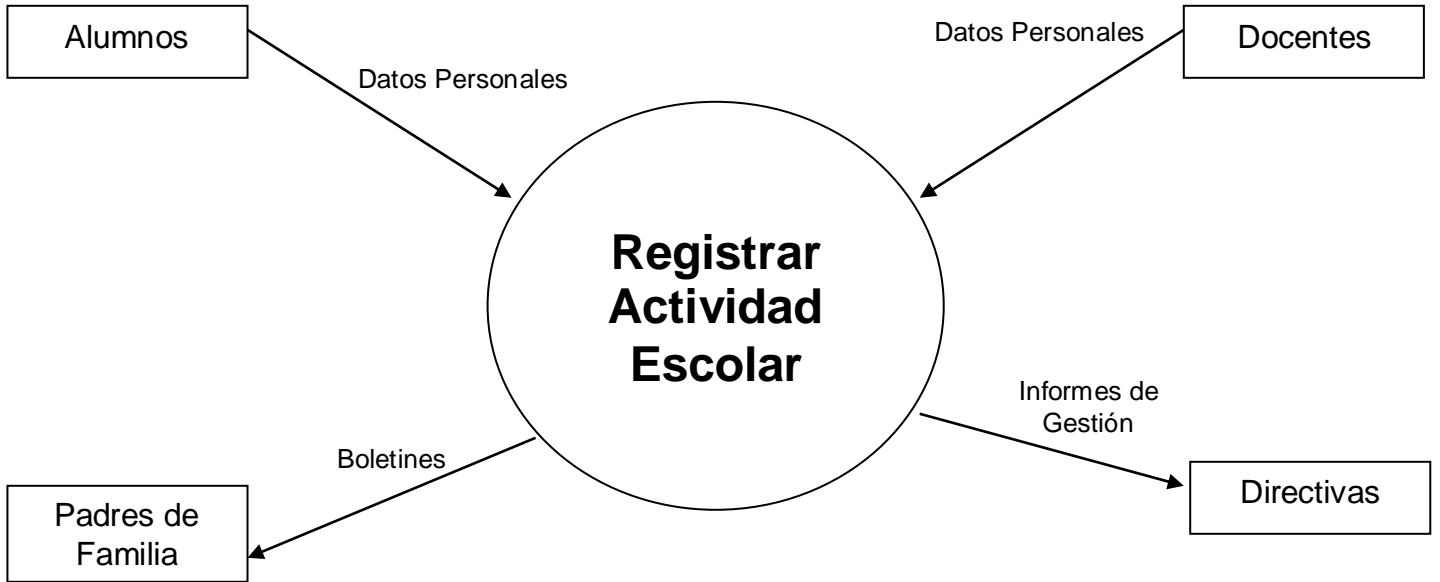 Alumnos
Datos Personales
Docentes
Datos Personales
Registrar
Actividad
Escolar
Informes de
Gestión
Boletines
Directivas
Padres de
Familia